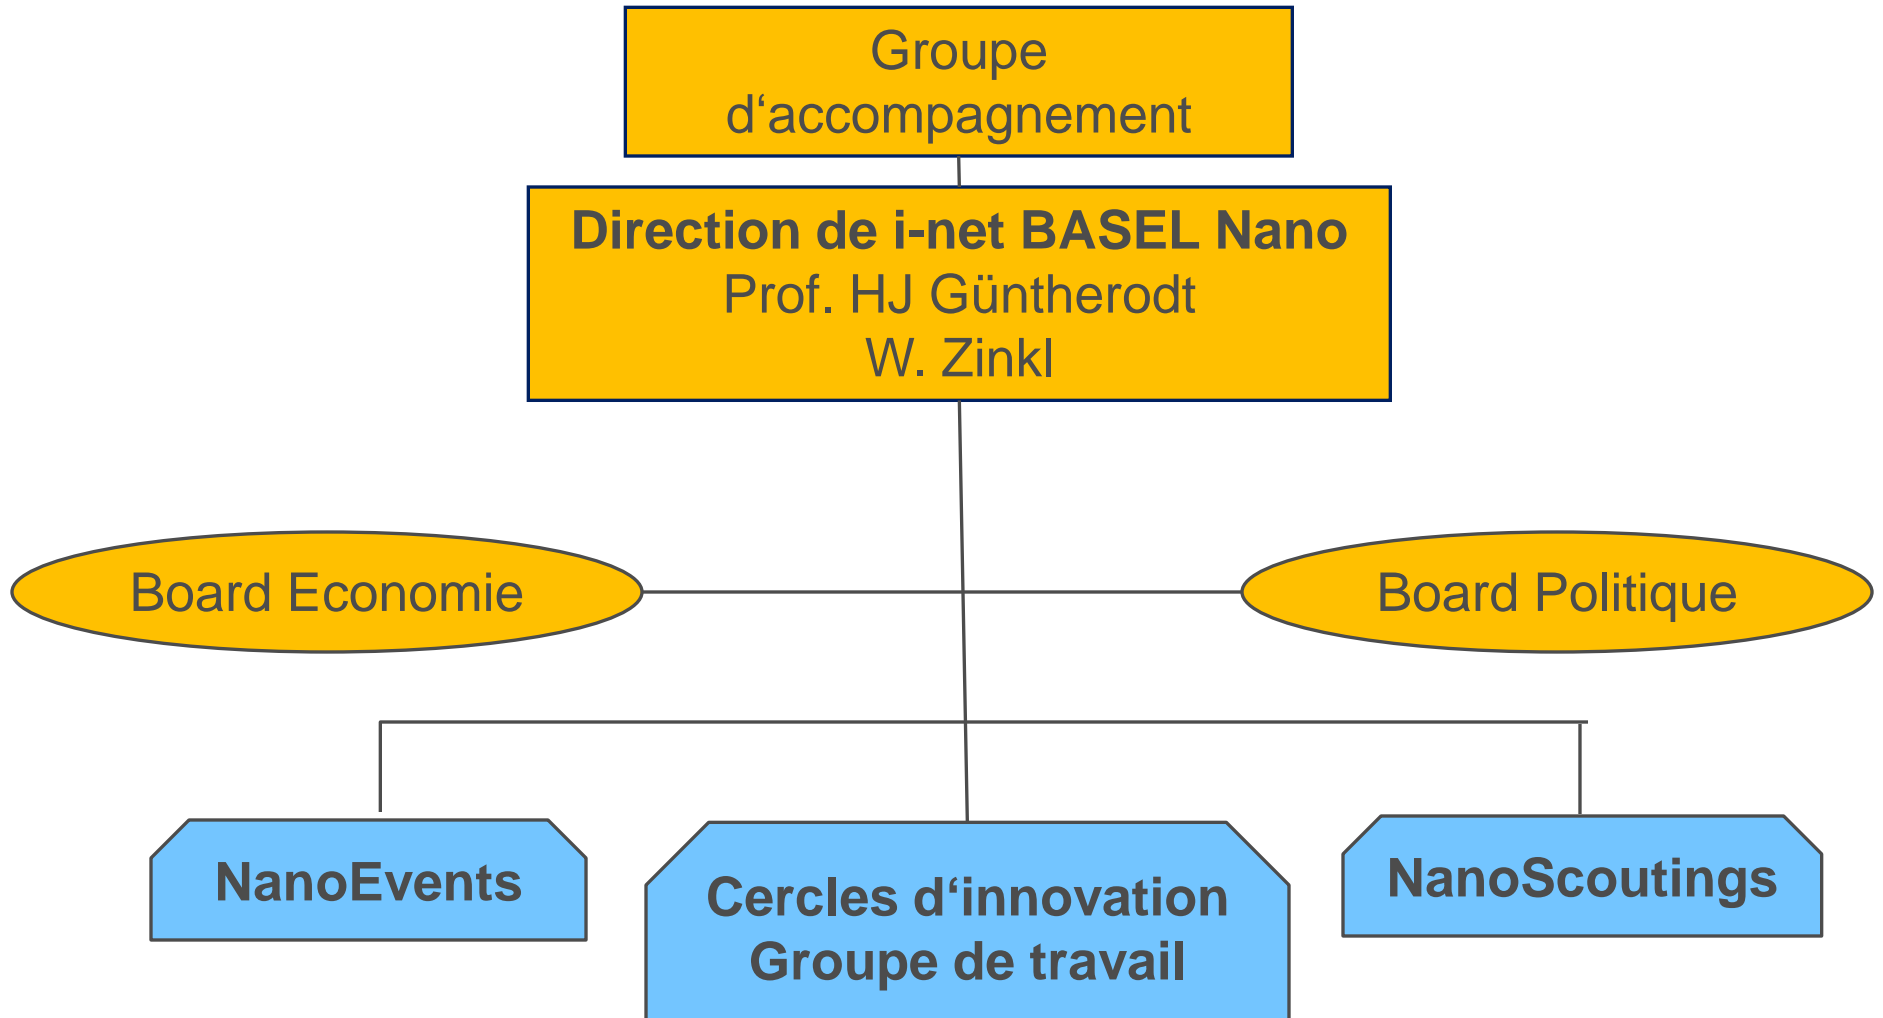 Groupe
d‘accompagnement
Direction de i-net BASEL Nano
Prof. HJ Güntherodt
W. Zinkl
Board Economie
Board Politique
NanoEvents
Cercles d‘innovation
Groupe de travail
NanoScoutings